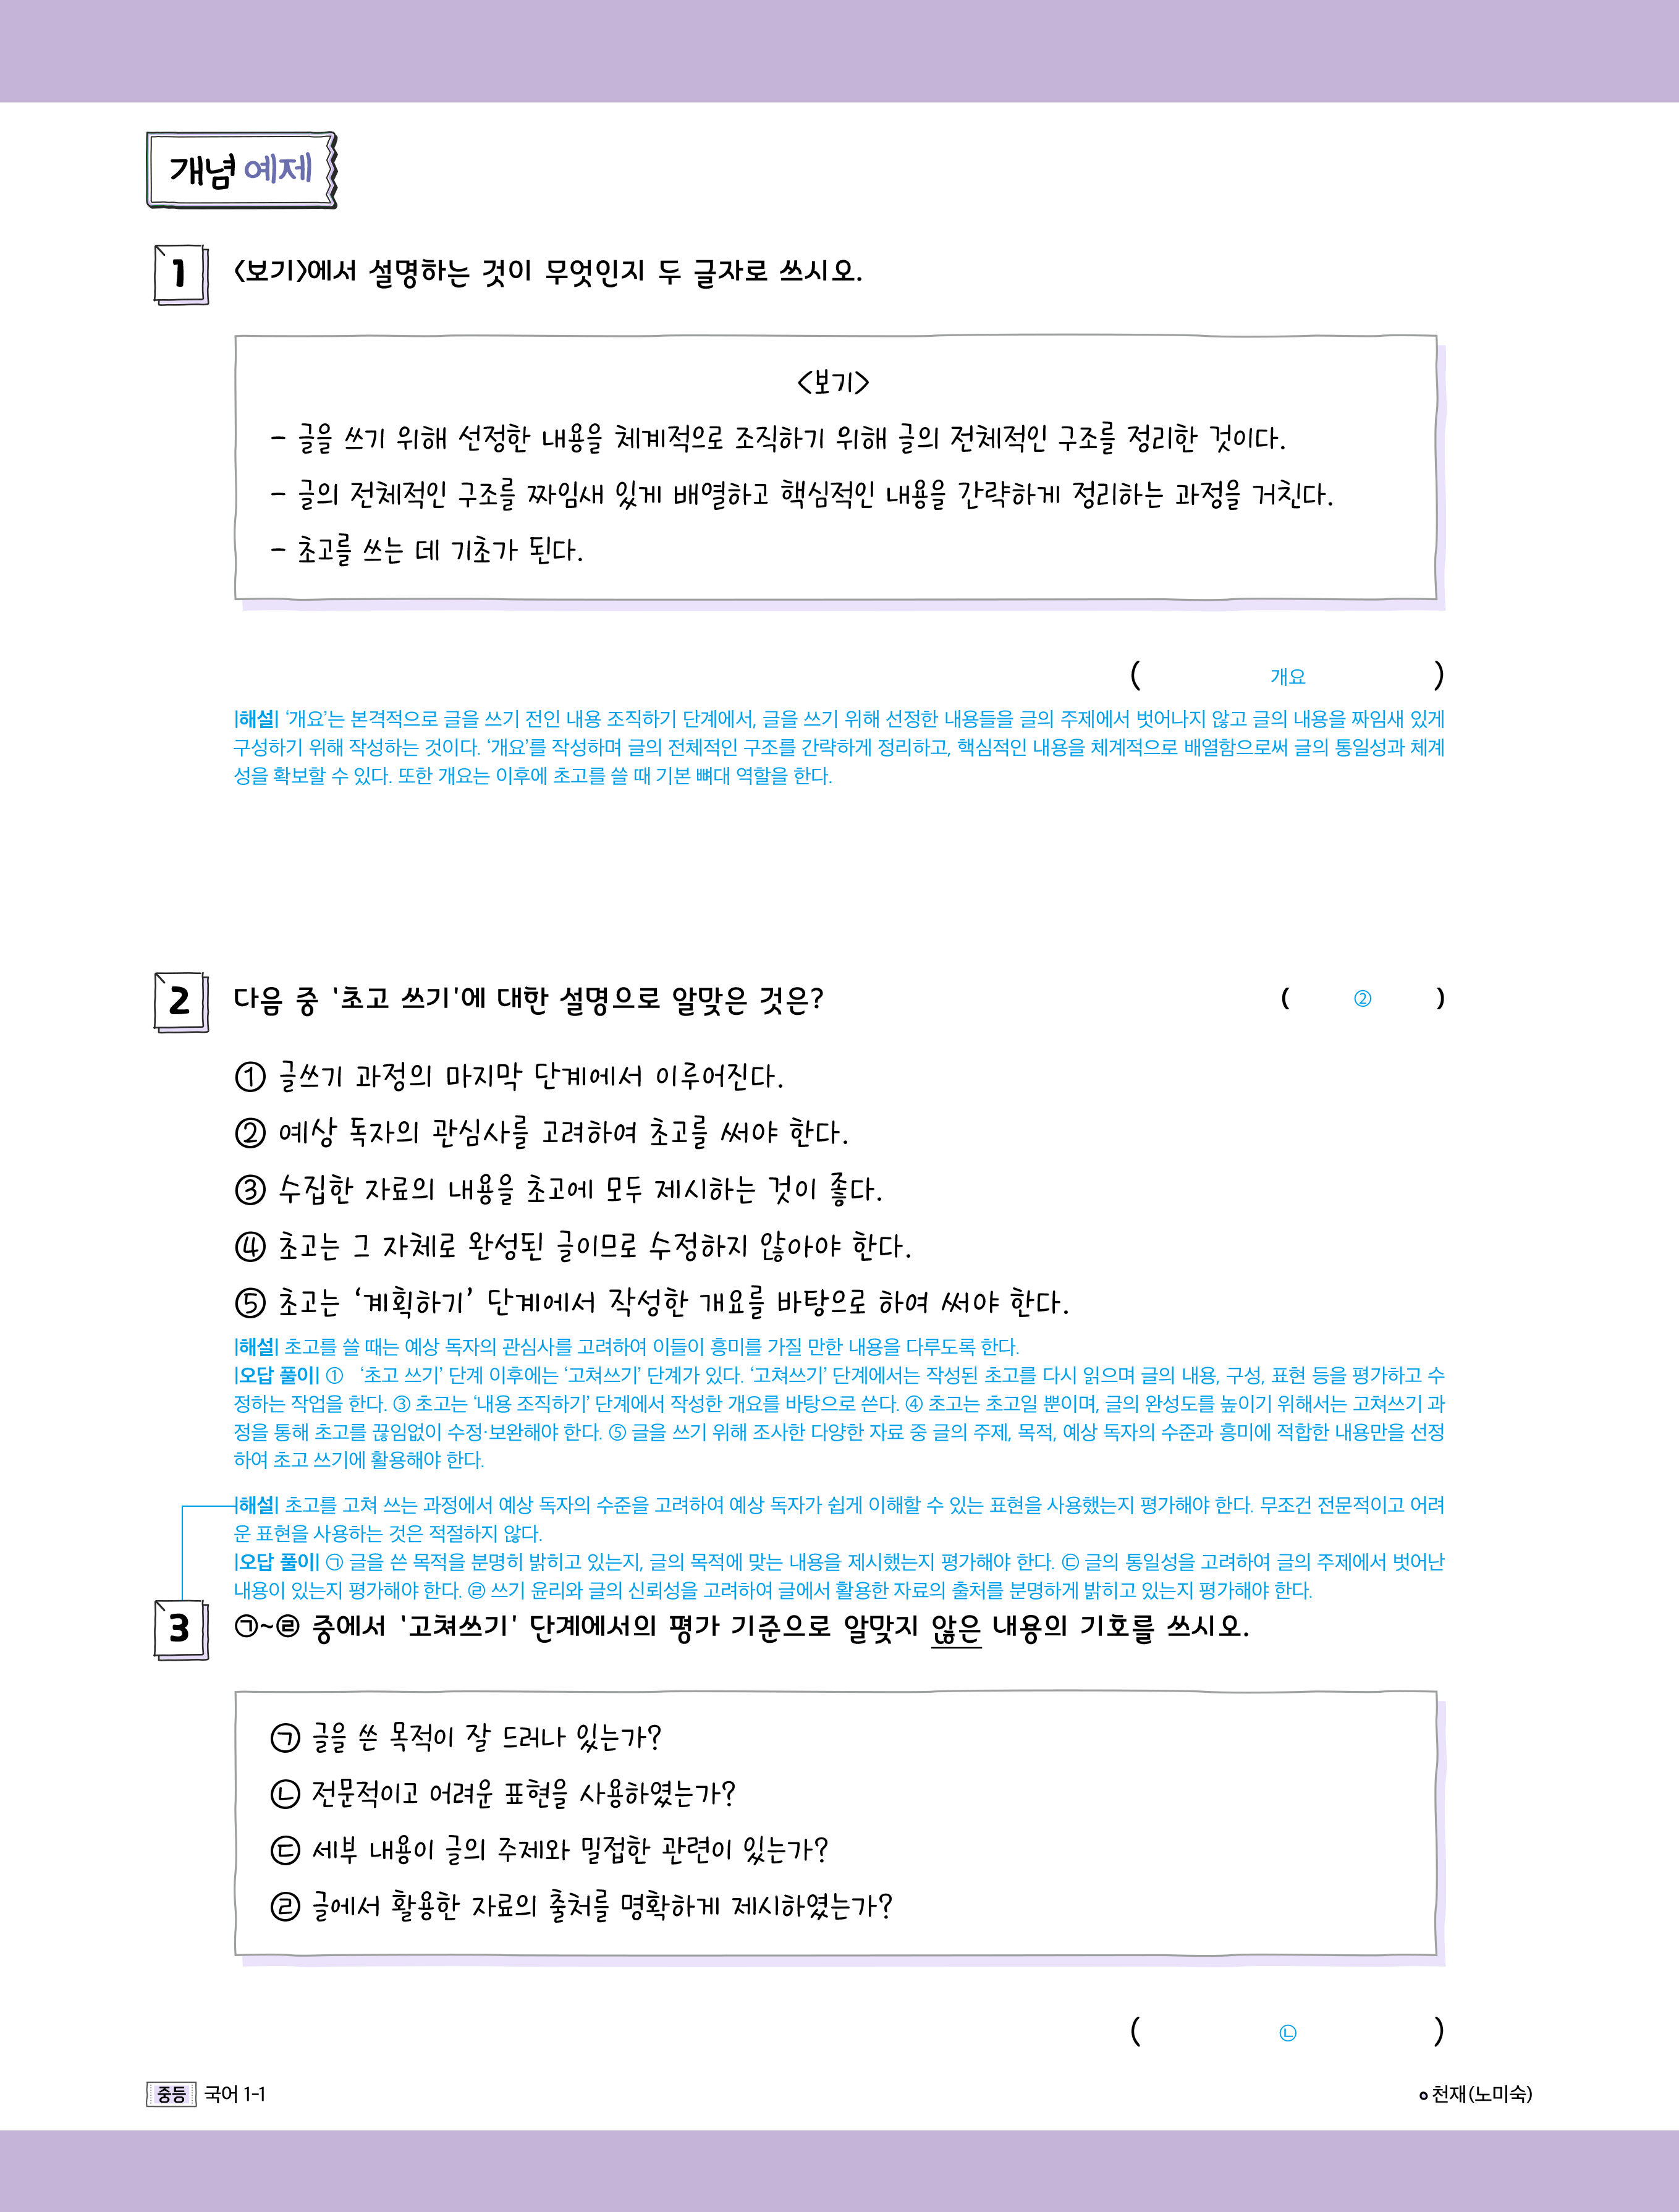 개념 예제
1 <보기>에서 설명하는 것이 무엇인지 두 글자로 쓰시오.
<보기>
- 글을 쓰기 위해 선정한 내용을 체계적으로 조직하기 위해 글의 전체적인 구조를 정리한 것이다.
- 글의 전체적인 구조를 짜임새 있게 배열하고 핵심적인 내용을 간략하게 정리하는 과정을 거친다.
- 초고를 쓰는 데 기초가 된다.
( 개요 )
|해설| ‘개요’는 본격적으로 글을 쓰기 전인 내용 조직하기 단계에서, 글을 쓰기 위해 선정한 내용들을 글의 주제에서 벗어나지 않고 글의 내용을 짜임새 있게
구성하기 위해 작성하는 것이다. ‘개요’를 작성하며 글의 전체적인 구조를 간략하게 정리하고, 핵심적인 내용을 체계적으로 배열함으로써 글의 통일성과 체계
성을 확보할 수 있다. 또한 개요는 이후에 초고를 쓸 때 기본 뼈대 역할을 한다.
2 다음 중 '초고 쓰기'에 대한 설명으로 알맞은 것은? ( ② )
① 글쓰기 과정의 마지막 단계에서 이루어진다.
② 예상 독자의 관심사를 고려하여 초고를 써야 한다.
③ 수집한 자료의 내용을 초고에 모두 제시하는 것이 좋다.
④ 초고는 그 자체로 완성된 글이므로 수정하지 않아야 한다.
⑤ 초고는 ‘계획하기’ 단계에서 작성한 개요를 바탕으로 하여 써야 한다.
|해설| 초고를 쓸 때는 예상 독자의 관심사를 고려하여 이들이 흥미를 가질 만한 내용을 다루도록 한다.
|오답 풀이| ① ‘초고 쓰기’ 단계 이후에는 ‘고쳐쓰기’ 단계가 있다. ‘고쳐쓰기’ 단계에서는 작성된 초고를 다시 읽으며 글의 내용, 구성, 표현 등을 평가하고 수
정하는 작업을 한다. ③ 초고는 ‘내용 조직하기’ 단계에서 작성한 개요를 바탕으로 쓴다. ④ 초고는 초고일 뿐이며, 글의 완성도를 높이기 위해서는 고쳐쓰기 과
정을 통해 초고를 끊임없이 수정·보완해야 한다. ⑤ 글을 쓰기 위해 조사한 다양한 자료 중 글의 주제, 목적, 예상 독자의 수준과 흥미에 적합한 내용만을 선정
하여 초고 쓰기에 활용해야 한다.
|해설| 초고를 고쳐 쓰는 과정에서 예상 독자의 수준을 고려하여 예상 독자가 쉽게 이해할 수 있는 표현을 사용했는지 평가해야 한다. 무조건 전문적이고 어려
운 표현을 사용하는 것은 적절하지 않다.
|오답 풀이| ㉠ 글을 쓴 목적을 분명히 밝히고 있는지, 글의 목적에 맞는 내용을 제시했는지 평가해야 한다. ㉢ 글의 통일성을 고려하여 글의 주제에서 벗어난
내용이 있는지 평가해야 한다. ㉣ 쓰기 윤리와 글의 신뢰성을 고려하여 글에서 활용한 자료의 출처를 분명하게 밝히고 있는지 평가해야 한다.
3 ㉠~㉣ 중에서 '고쳐쓰기' 단계에서의 평가 기준으로 알맞지 않은 내용의 기호를 쓰시오.
㉠ 글을 쓴 목적이 잘 드러나 있는가?
㉡ 전문적이고 어려운 표현을 사용하였는가?
㉢ 세부 내용이 글의 주제와 밀접한 관련이 있는가?
㉣ 글에서 활용한 자료의 출처를 명확하게 제시하였는가?
( ㉡ )
중등 국어 1-1
천재(노미숙)